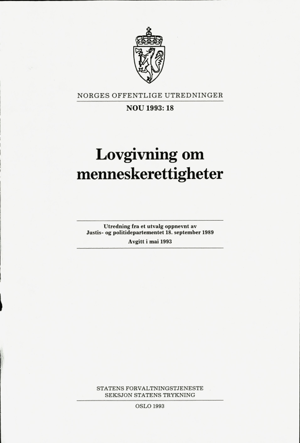 NORGES OFFENTLIGE UTREDNINGER
NOU 1993: 18
Lovgivning om
menneskerettigheter
Utredning fra et utvalg oppnevnt av
Justis- og politidepartementet 18. september 1989
Avgitt i mai 1993
STATENS FORVALTNINGSTJENESTE
SEKSJON STATENS TRYKNING
OSLO 1993